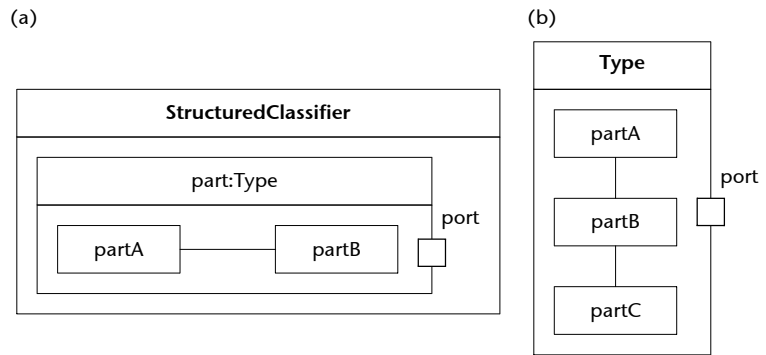 (a)
StructuredClassifier
part:Type
port
partA
partB
(b)
Type
partA
port
partB
partC